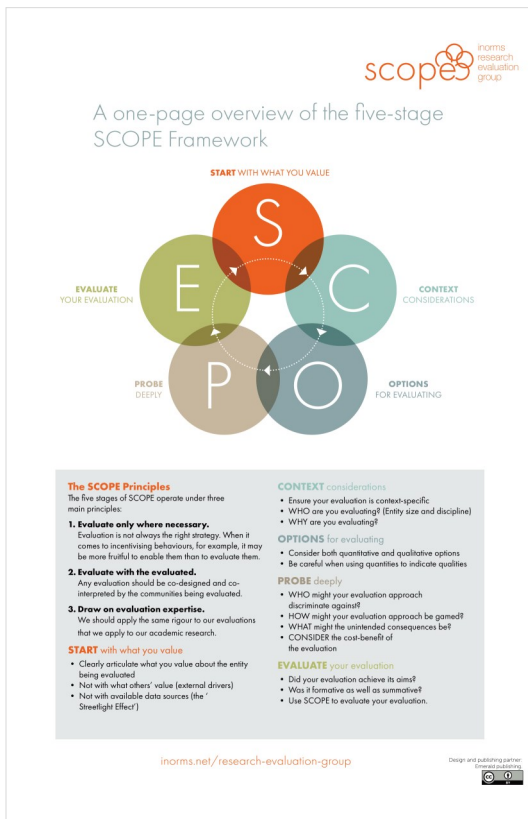 scope
inorms
research
evaluation
group
A one-page overview of the five-stage
SCOPE Framework
START WITH WHAT YOU VALUE
S
EVALUATE
YOUR EVALUATION
E
C
CONTEXT
CONSIDERATIONS
PROBE
DEEPLY
P
O
OPTIONS
FOR EVALUATING
The SCOPE Principles
The five stages of SCOPE operate under three
main principles:
1. Evaluate only where necessary.
Evaluation is not always the right strategy. When it
comes to incentivising behaviours, for example, it may
be more fruitful to enable them than to evaluate them.
2. Evaluate with the evaluated.
Any evaluation should be co-designed and co-
interpreted by the communities being evaluated.
3. Draw on evaluation expertise.
We should apply the same rigour to our evaluations
that we apply to our academic research.
START with what you value
• Clearly articulate what you value about the entity
being evaluated
• Not with what others' value (external drivers)
• Not with available data sources (the '
Streetlight Effect')
CONTEXT considerations
• Ensure your evaluation is context-specific
• WHO are you evaluating? (Entity size and discipline)
• WHY are you evaluating?
OPTIONS for evaluating
• Consider both quantitative and qualitative options
• Be careful when using quantities to indicate qualities
PROBE deeply
• WHO might your evaluation approach
discriminate against?
• HOW might your evaluation approach be gamed?
• WHAT might the unintended consequences be?
• CONSIDER the cost-benefit of
the evaluation
EVALUATE your evaluation
• Did your evaluation achieve its aims?
• Was it formative as well as summative?
• Use SCOPE to evaluate your evaluation.
inorms.net/research-evaluation-group
Design and publishing partner:
Emerald publishing.
cc
BY